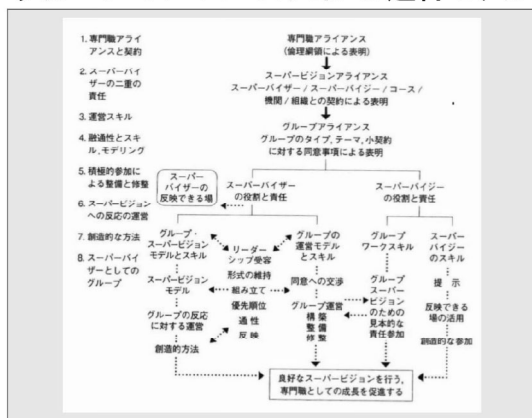 1. 専門職アライ
アンスと契約
2. スーパーバイ
ザーの二重の
責任
3. 運営スキル
4. 融通性とスキ
ル、モデリング
5. 積極的参加に
よる整備と修整
6. スーパービジョン
への反応の運営
7. 創造的な方法
8. スーパーバイ
ザーとしての
グループ
専門職アライアンス
(倫理綱領による表明)
スーパービジョンアライアンス
スーパーバイザー / スーパーバイジー / コース /
機関 / 組織との契約による表明
グループアライアンス
グループのタイプ、テーマ、小契約
に対する同意事項による表明
スーパー
バイザーの
反映できる場
スーパーバイザー
の役割と責任
スーパーバイジー
の役割と責任
グループ・
スーパービジョン
モデルとスキル
スーパービジョン
モデル
グループの反応
に対する運営
創造的方法
リーダー
シップ受容
形式の維持
組み立て
優先順位
通 性
反 映
グループの
運営モデル
とスキル
同意への交渉
グループ運営
構 築
整 備
修 整
グループ
ワークスキル
グループ
スーパー
ビジョン
のための
見本的な
責任参加
スーパー
バイジー
のスキル
提 示
反映できる
場の活用
創造的な参加
良好なスーパービジョンを行う,
専門職としての成長を促進する